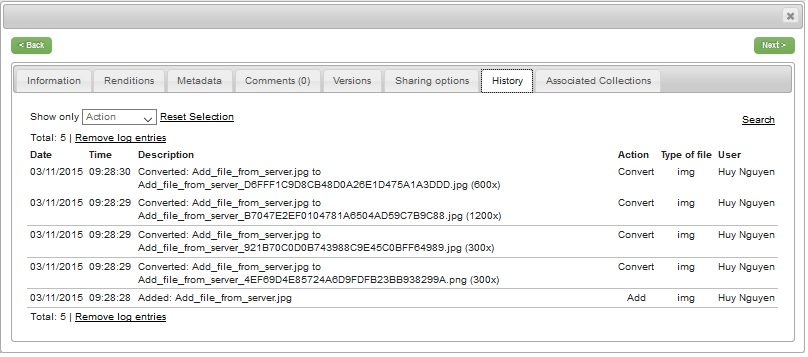 < Back
Next >
Information Renditions Metadata Comments (0) Versions Sharing options History Associated Collections
Show only Action Reset Selection
Search
Total: 5 | Remove log entries
Date Time Description Action Type of file User
03/11/2015 09:28:30 Converted: Add_file_from_server.jpg to Convert img Huy Nguyen
Add_file_from_server_D6FFF1C9D8CB48D0A26E1D475A1A3DDD.jpg (600x)
03/11/2015 09:28:29 Converted: Add_file_from_server.jpg to Convert img Huy Nguyen
Add_file_from_server_B7047E2EF0104781A6504AD59C7B9C88.jpg (1200x)
03/11/2015 09:28:29 Converted: Add_file_from_server.jpg to Convert img Huy Nguyen
Add_file_from_server_921B70C0D0B743988C9E45C0BFF64989.jpg (300x)
03/11/2015 09:28:29 Converted: Add_file_from_server.jpg to Convert img Huy Nguyen
Add_file_from_server_4EF69D4E85724A6D9FDFB23BB938299A.png (300x)
03/11/2015 09:28:28 Added: Add_file_from_server.jpg Add img Huy Nguyen
Total: 5 | Remove log entries